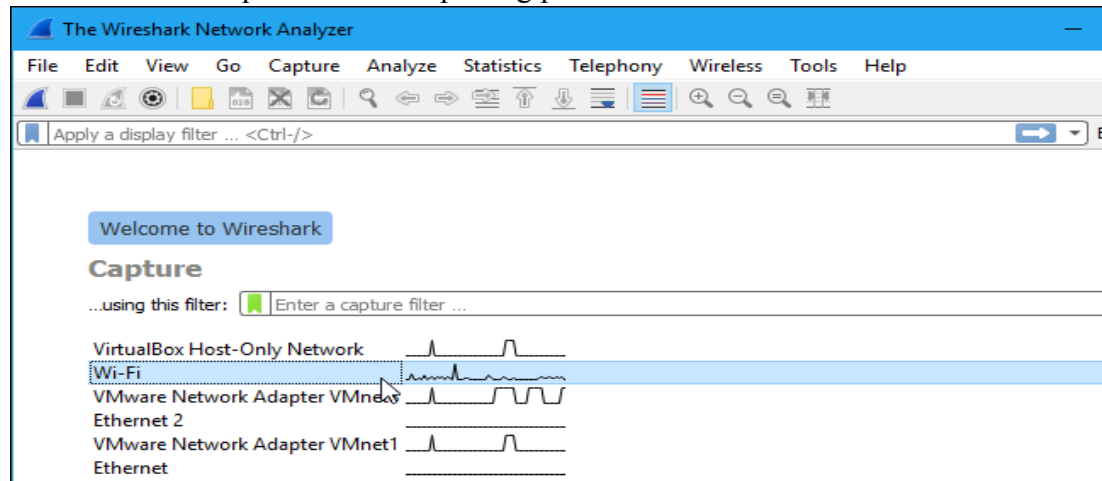 The Wireshark Network Analyzer
File Edit View Go Capture Analyze Statistics Telephony Wireless Tools Help
Apply a display filter ... <Ctrl-/>
Welcome to Wireshark
Capture
...using this filter: Enter a capture filter ...
VirtualBox Host-Only Network
Wi-Fi
VMware Network Adapter
Ethernet 2
VMware Network Adapter VMnet1
Ethernet